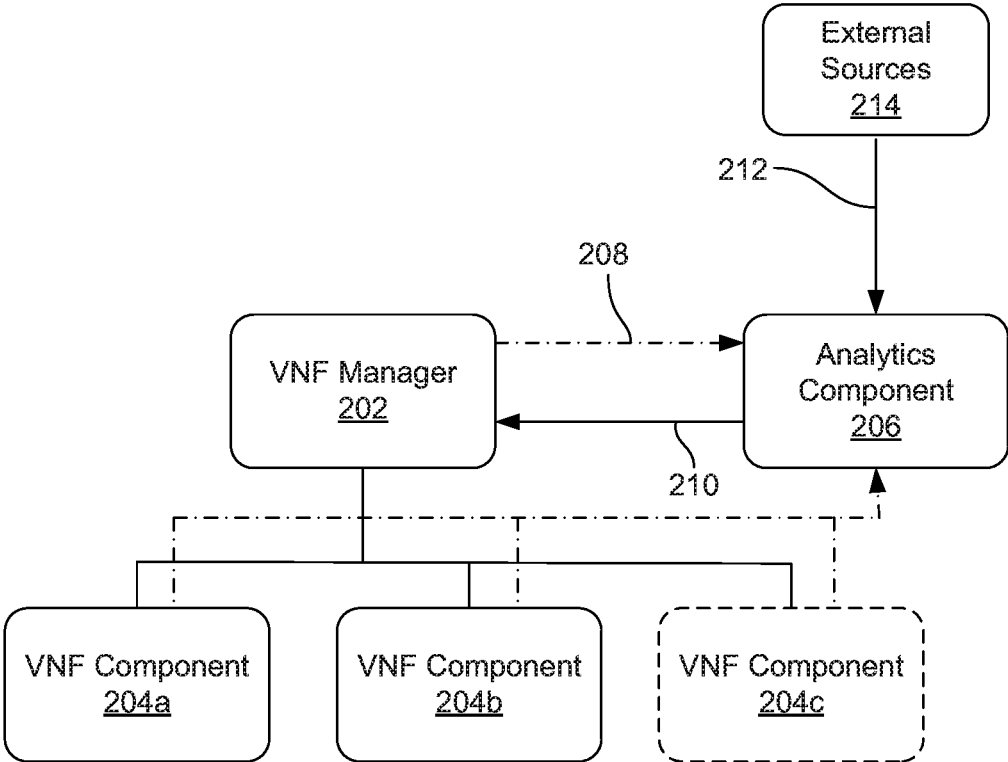 External
Sources
214
212
208
VNF Manager
202
Analytics
Component
206
210
VNF Component
204a
VNF Component
204b
VNF Component
204c